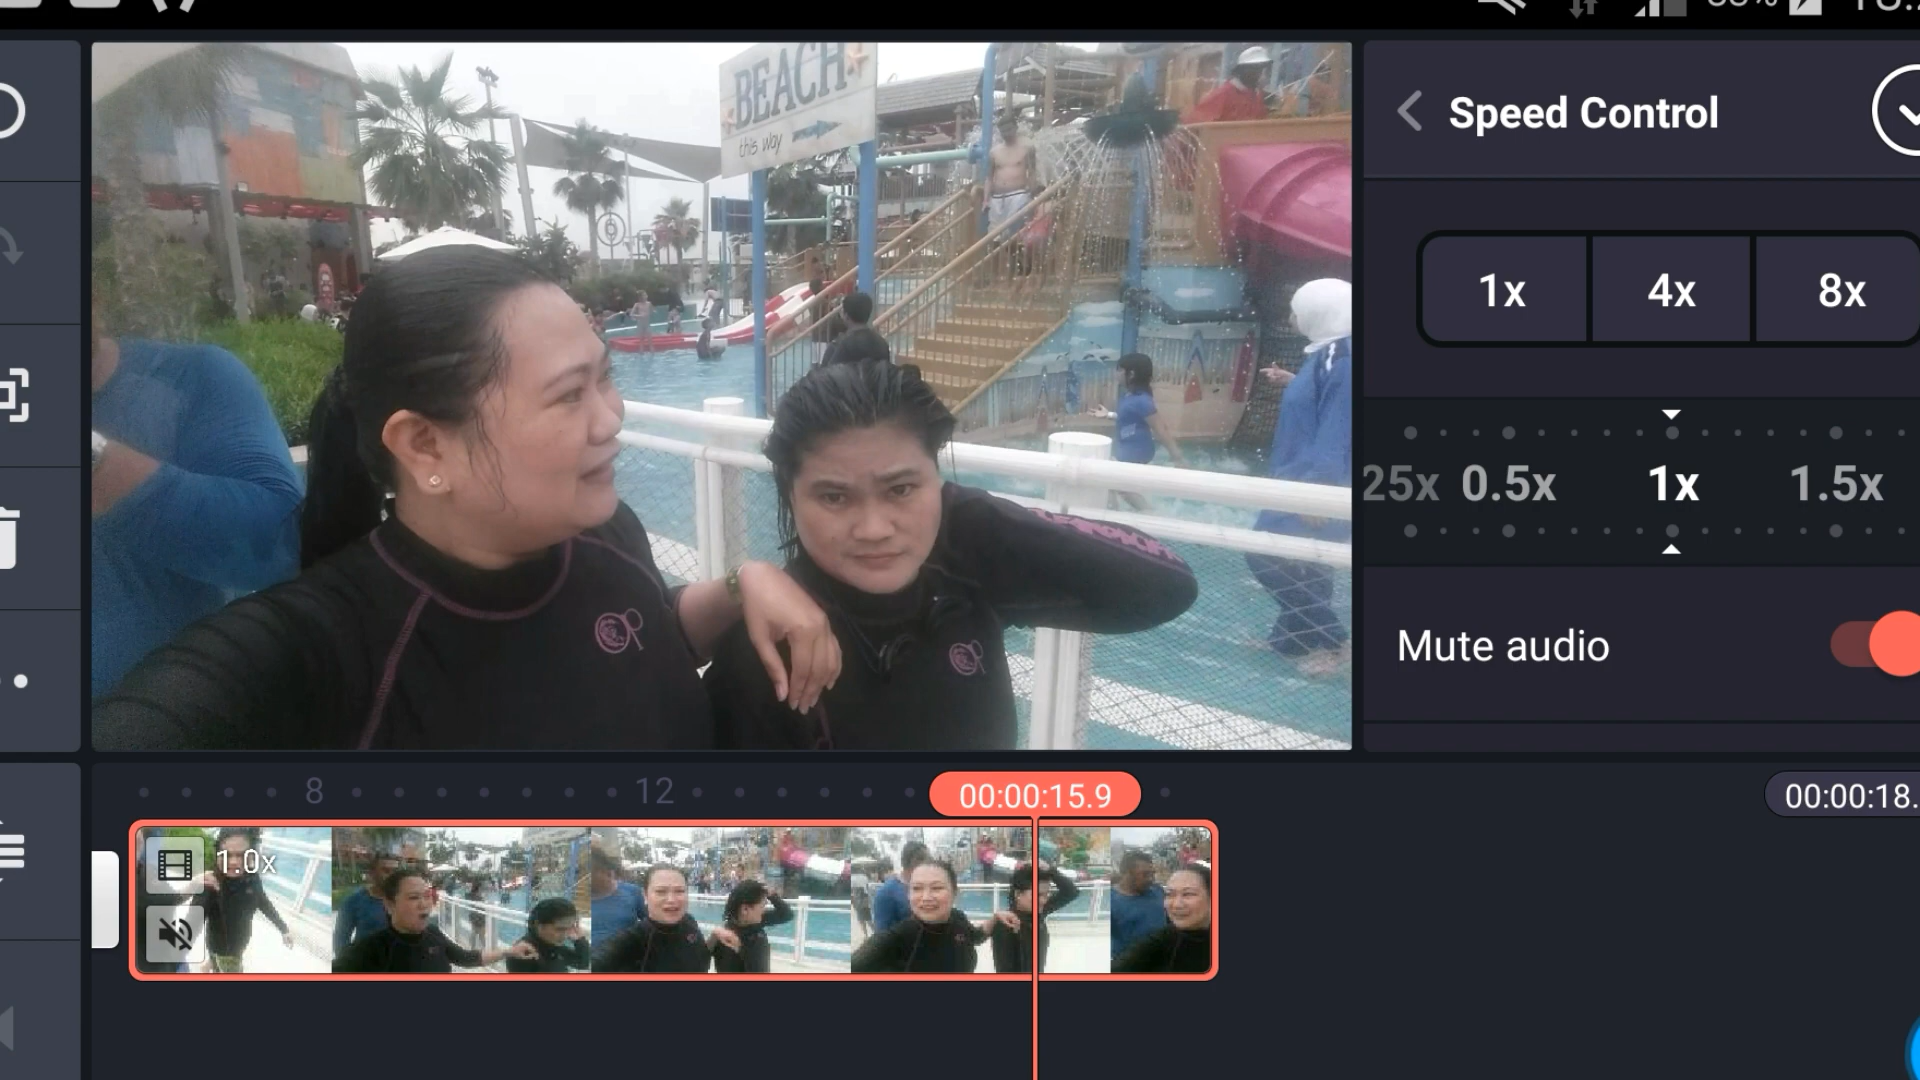 BEACH
this way
Speed Control
1x 4x 8x
25x 0.5x 1x 1.5x
Mute audio
8 12 00:00:15.9 00:00:18.
1.0x